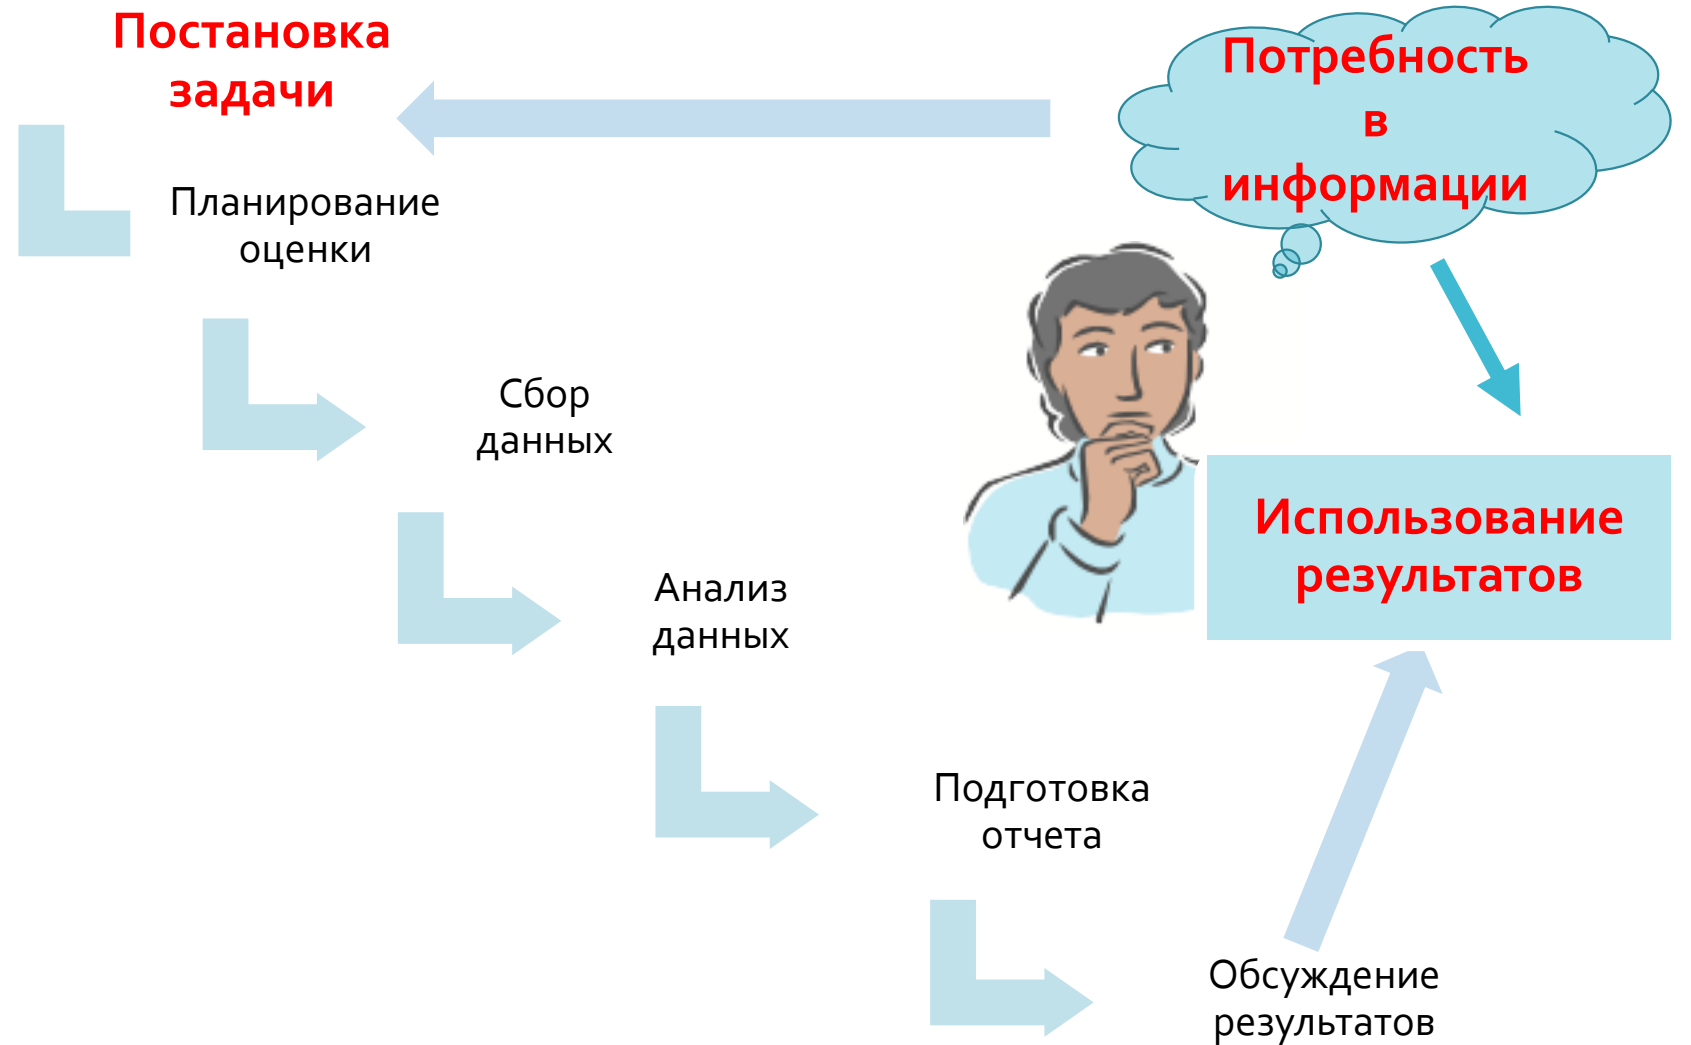 Постановка
задачи
Потребность
в
информации
Планирование
оценки
Сбор
данных
Использование
результатов
Анализ
данных
Подготовка
отчета
Обсуждение
результатов